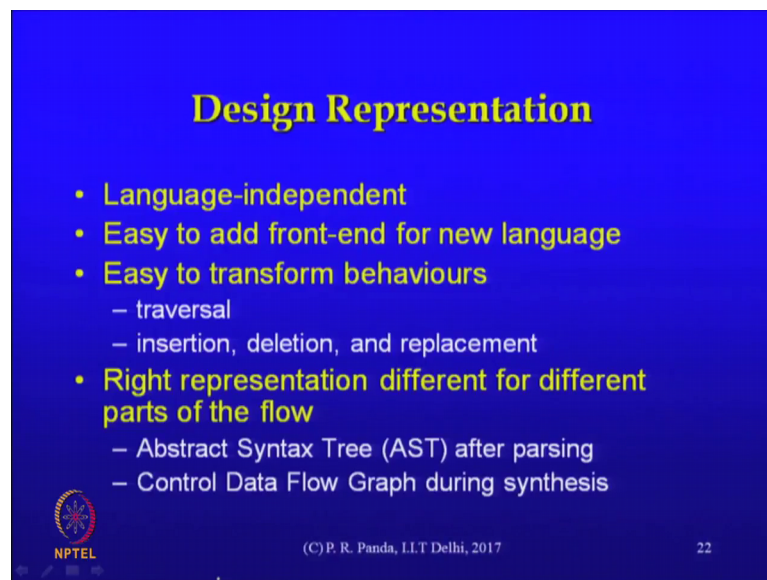 Design Representation
• Language-independent
• Easy to add front-end for new language
• Easy to transform behaviours
– traversal
– insertion, deletion, and replacement
• Right representation different for different
parts of the flow
– Abstract Syntax Tree (AST) after parsing
– Control Data Flow Graph during synthesis
NPTEL
(C) P. R. Panda, I.I.T Delhi, 2017
22